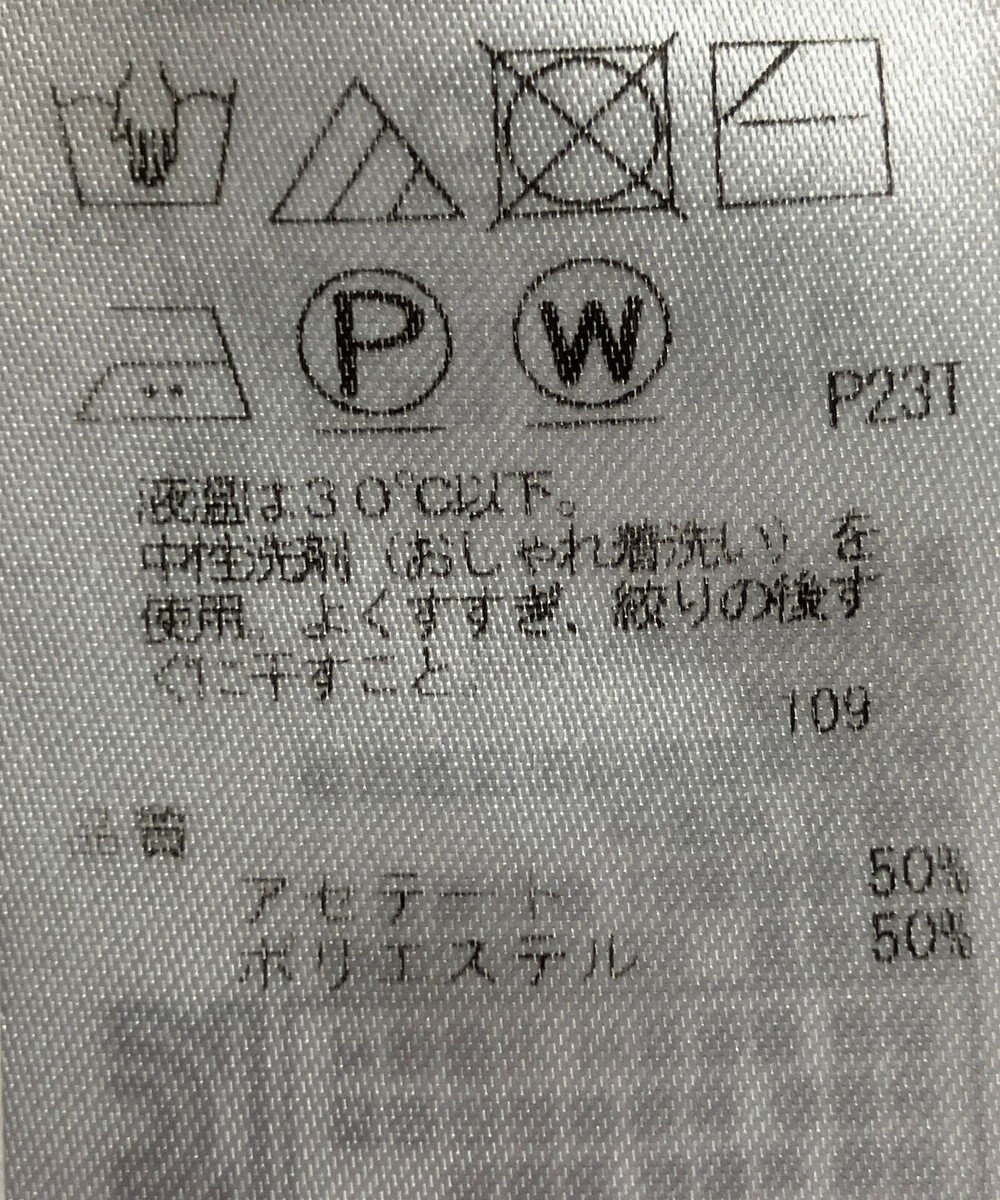 P
W
P23T
液温は30℃以下。
中性洗剤(おしゃれ着洗い)を
使用、よくすすぎ、絞りの後す
ぐに干すこと。
109
品質
アセテート 50%
ポリエステル 50%